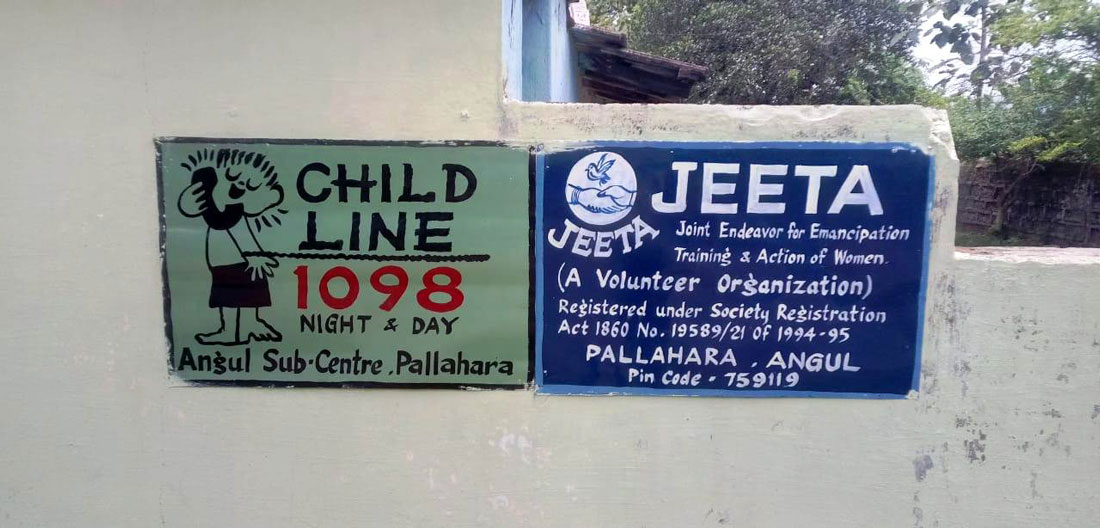 CHILD
LINE
1098
NIGHT & DAY
Angul Sub-Centre, Pallahara
JEETA
JEETA
Joint Endeavor for Emancipation
Training & Action of Women.
(A Volunteer Organization)
Registered under Society Registration
Act 1860 No. 19589/21 of 1994-95
PALLAHARA, ANGUL
Pin Code - 759119